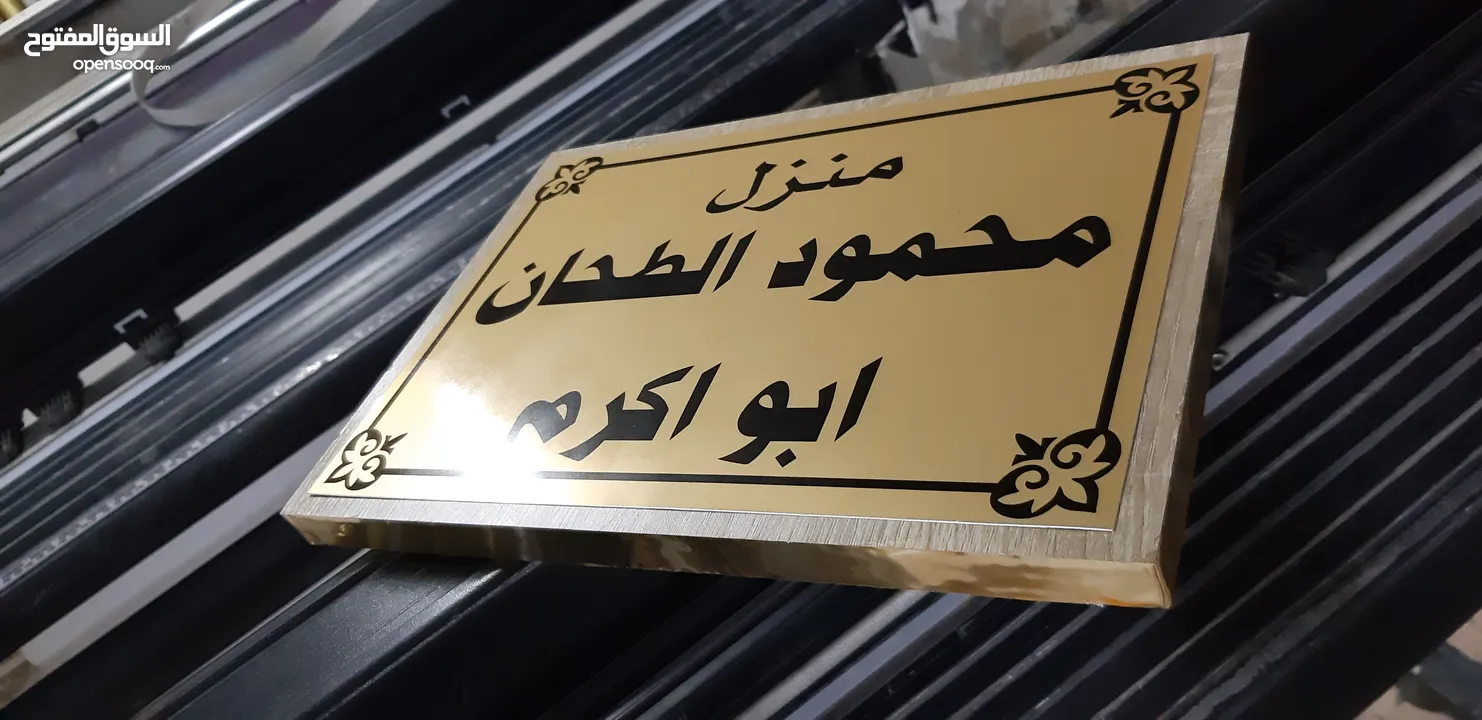 السوق المفتوح
opensooq.com
منزل
محمود الطحان
ابو اكرم